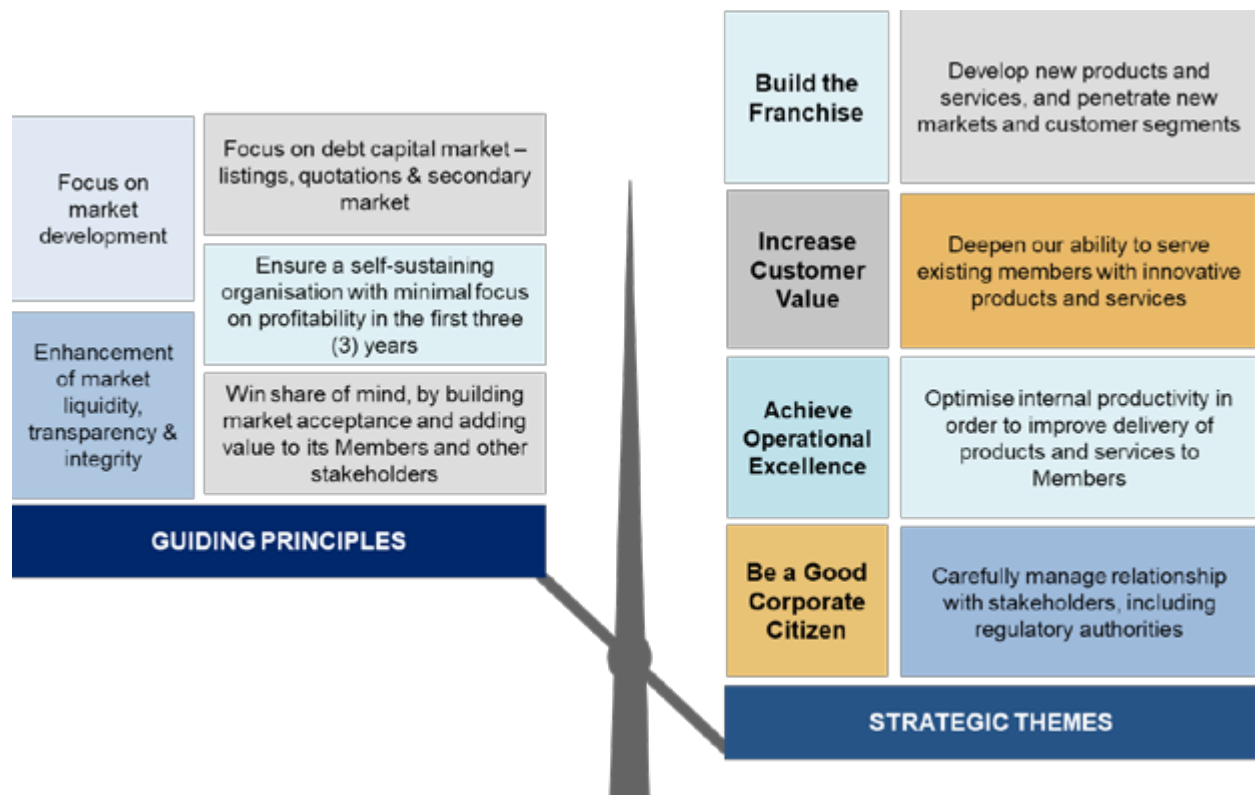 Focus on
market
development
Enhancement
of market
liquidity,
transparency &
integrity
Focus on debt capital market –
listings, quotations & secondary
market
Ensure a self-sustaining
organisation with minimal focus
on profitability in the first three
(3) years
Win share of mind, by building
market acceptance and adding
value to its Members and other
stakeholders
GUIDING PRINCIPLES
Build the
Franchise
Develop new products and
services, and penetrate new
markets and customer segments
Increase
Customer
Value
Deepen our ability to serve
existing members with innovative
products and services
Achieve
Operational
Excellence
Optimise internal productivity in
order to improve delivery of
products and services to
Members
Be a Good
Corporate
Citizen
Carefully manage relationship
with stakeholders, including
regulatory authorities
STRATEGIC THEMES